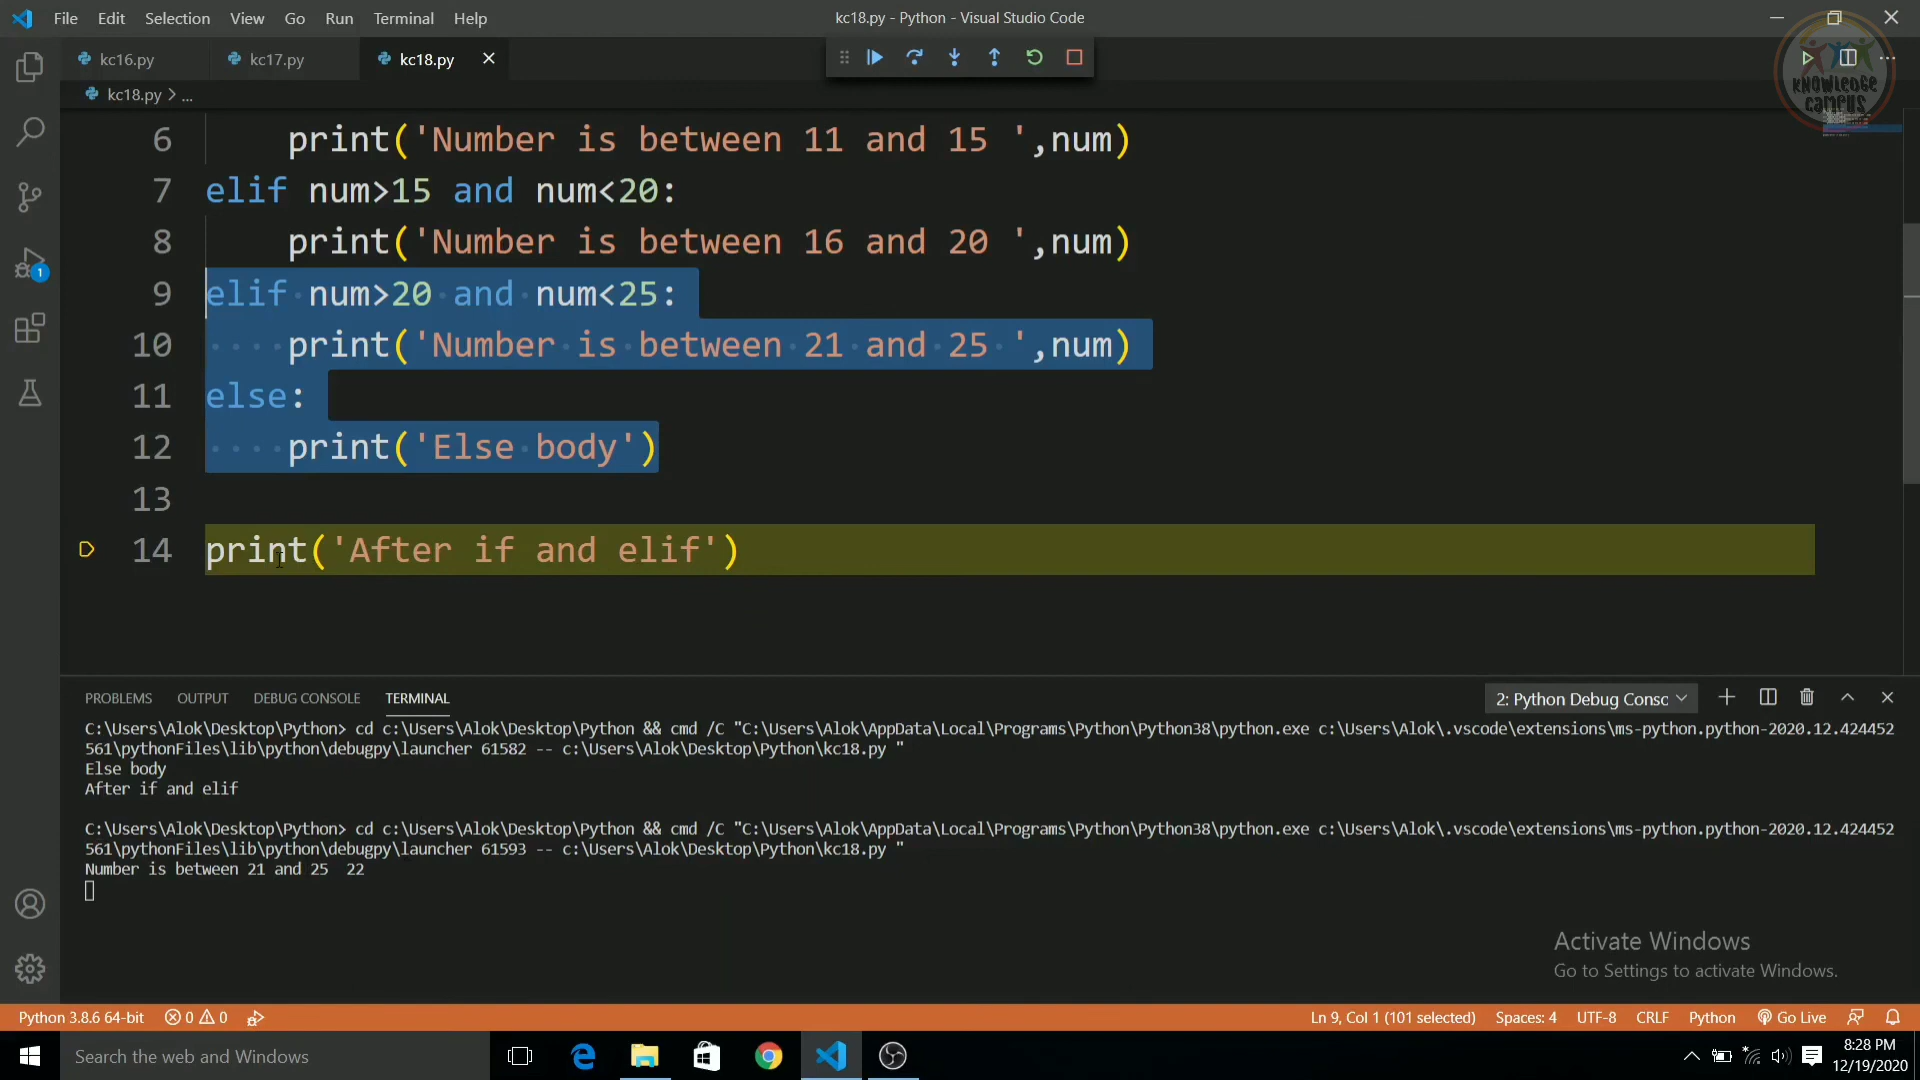 File Edit Selection View Go Run Terminal Help
kc18.py - Python - Visual Studio Code
kc16.py kc17.py kc18.py
KNOWLEDGE
CAMPUS
kc18.py > ...
6 print('Number is between 11 and 15 ',num)
7 elif num>15 and num<20:
8 print('Number is between 16 and 20 ',num)
9 elif num>20 and num<25:
10 print('Number is between 21 and 25 ',num)
11 else:
12 print('Else body')
13
14 print('After if and elif')
1
PROBLEMS OUTPUT DEBUG CONSOLE TERMINAL
2: Python Debug Consc
C:\Users\Alok\Desktop\Python> cd c:\Users\Alok\Desktop\Python && cmd /C "C:\Users\Alok\AppData\Local\Programs\Python\Python38\python.exe c:\Users\Alok\.vscode\extensions\ms-python.python-2020.12.424452
561\pythonFiles\lib\python\debugpy\launcher 61582 -- c:\Users\Alok\Desktop\Python\kc18.py "
Else body
After if and elif
C:\Users\Alok\Desktop\Python> cd c:\Users\Alok\Desktop\Python && cmd /C "C:\Users\Alok\AppData\Local\Programs\Python\Python38\python.exe c:\Users\Alok\.vscode\extensions\ms-python.python-2020.12.424452
561\pythonFiles\lib\python\debugpy\launcher 61593 -- c:\Users\Alok\Desktop\Python\kc18.py "
Number is between 21 and 25  22
Activate Windows
Go to Settings to activate Windows.
Python 3.8.6 64-bit 0 0 Ln 9, Col 1 (101 selected) Spaces: 4 UTF-8 CRLF Python Go Live
Search the web and Windows
8:28 PM
12/19/2020